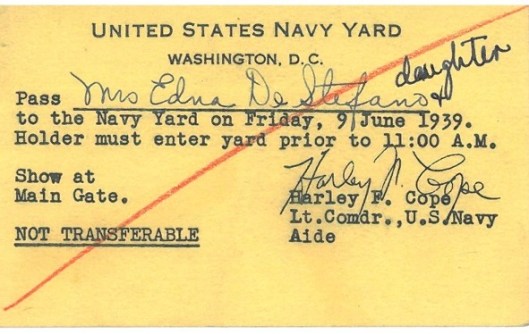 UNITED STATES NAVY YARD
WASHINGTON, D.C.
Pass Mrs Edna De Stefano & daughter
to the Navy Yard on Friday, 9 June 1939.
Holder must enter yard prior to 11:00 A.M.
Show at
Main Gate.
NOT TRANSFERABLE
Harley F. Cope
Harley F. Cope
Lt.Comdr.,U.S.Navy
Aide